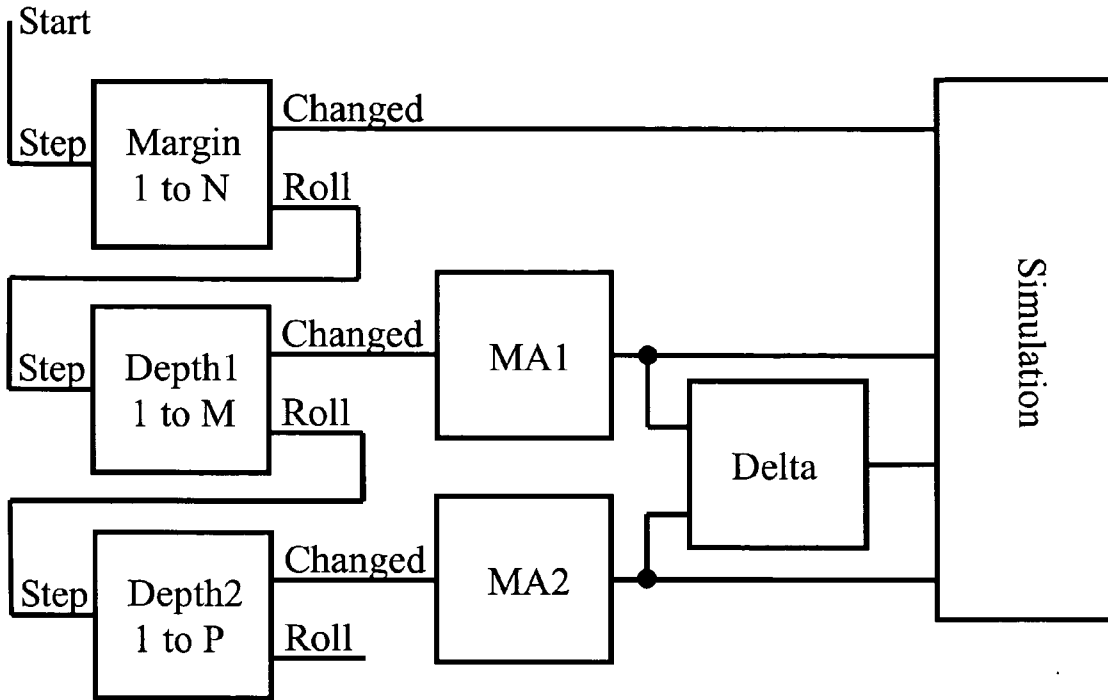 Start
Step
Margin
1 to N
Changed
Roll
Step
Depth1
1 to M
Changed
Roll
MA1
Delta
Simulation
Step
Depth2
1 to P
Changed
Roll
MA2